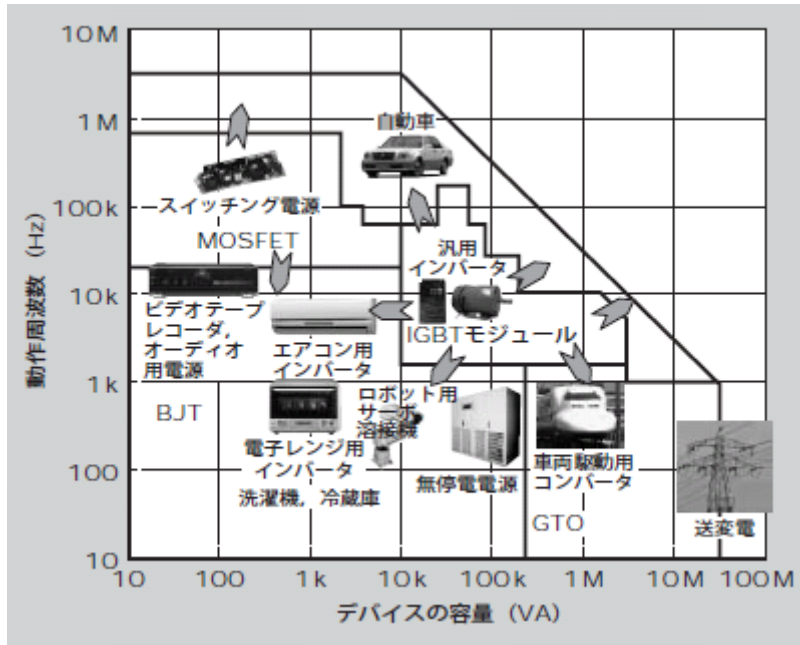 10M
1M
100k
10k
1k
100
10
動作周波数 (Hz)
自動車
スイッチング電源
MOSFET
汎用
インバータ
ビデオテープ
レコーダ,
オーディオ
用電源
エアコン用
インバータ
IGBTモジュール
BJT
ロボット用
サーボ
溶接機
電子レンジ用
インバータ
洗濯機, 冷蔵庫
無停電電源
車両駆動用
コンバータ
GTO
送変電
10
100
1k
10k
100k
1M
10M
100M
デバイスの容量 (VA)